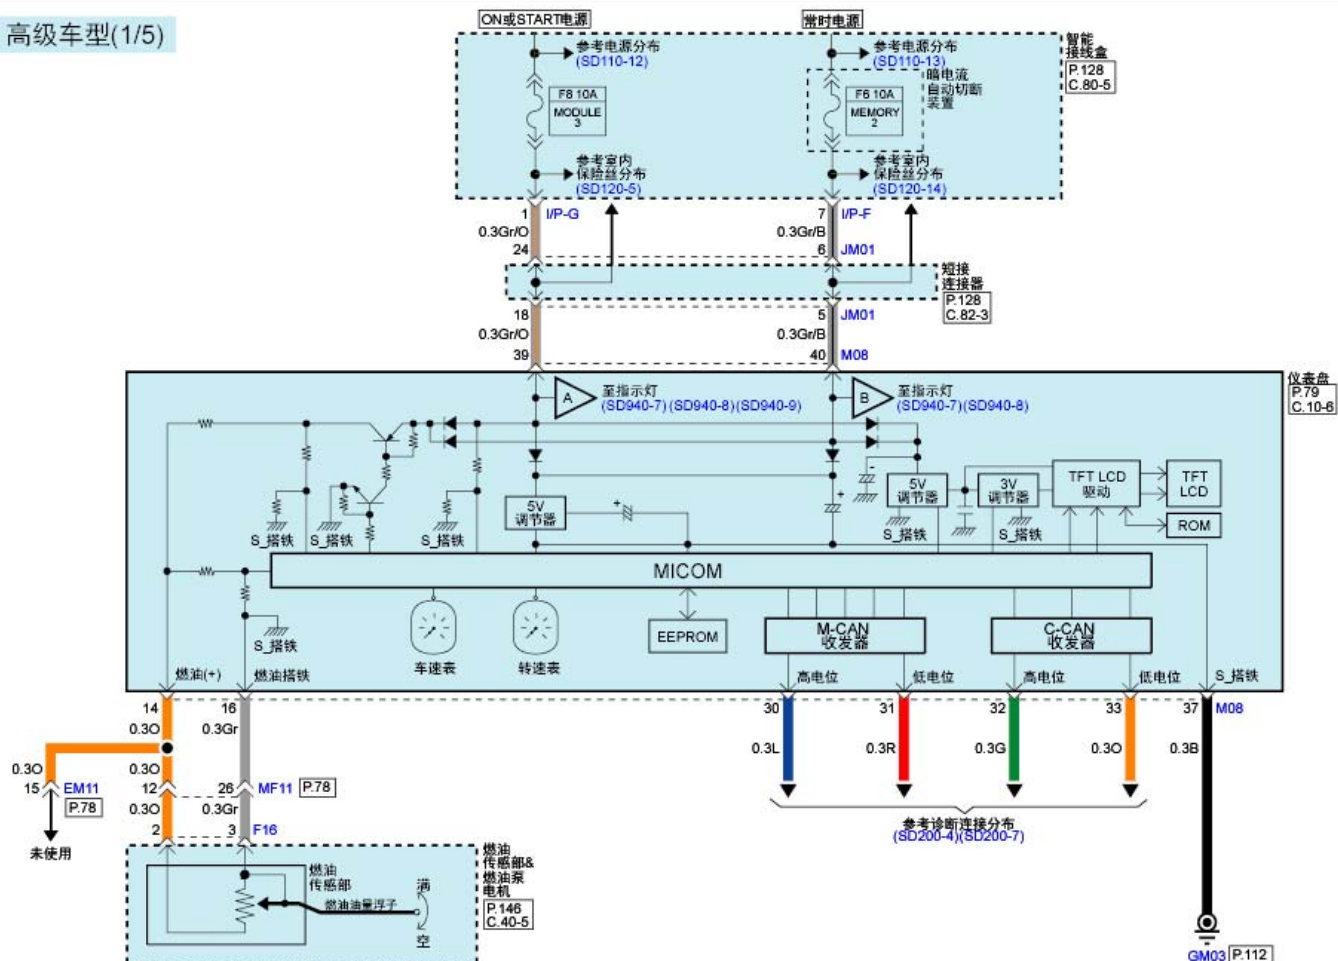 高级车型(1/5)
ON或START电源
常时电源
参考电源分布
(SD110-12)
参考电源分布
(SD110-13)
智能
接线盒
P.128
C.80-5
F8 10A
MODULE
3
F6 10A
MEMORY
2
暗电流
自动切断
装置
参考室内
保险丝分布
(SD120-5)
参考室内
保险丝分布
(SD120-14)
1 I/P-G
7 I/P-F
0.3Gr/O
0.3Gr/B
24
6 JM01
短接
连接器
P.128
C.82-3
18
5 JM01
0.3Gr/O
0.3Gr/B
39
40 M08
仪表盘
P.79
C.10-6
A
至指示灯
(SD940-7)(SD940-8)(SD940-9)
B
至指示灯
(SD940-7)(SD940-8)
5V
调节器
5V
调节器
3V
调节器
TFT LCD
驱动
TFT
LCD
ROM
S_搭铁
S_搭铁
S_搭铁
S_搭铁
S_搭铁
MICOM
S_搭铁
车速表
转速表
EEPROM
M-CAN
收发器
C-CAN
收发器
燃油(+)
燃油搭铁
高电位
低电位
高电位
低电位
S_搭铁
14
16
30
31
32
33
37 M08
0.3O
0.3Gr
0.3L
0.3R
0.3G
0.3O
0.3B
0.3O
0.3O
15 EM11
P.78
12
26 MF11 P.78
0.3O
0.3Gr
2
3 F16
未使用
参考诊断连接分布
(SD200-4)(SD200-7)
燃油
传感部
燃油油量浮子
满
空
燃油
传感部&
燃油泵
电机
P.146
C.40-5
GM03 P.112